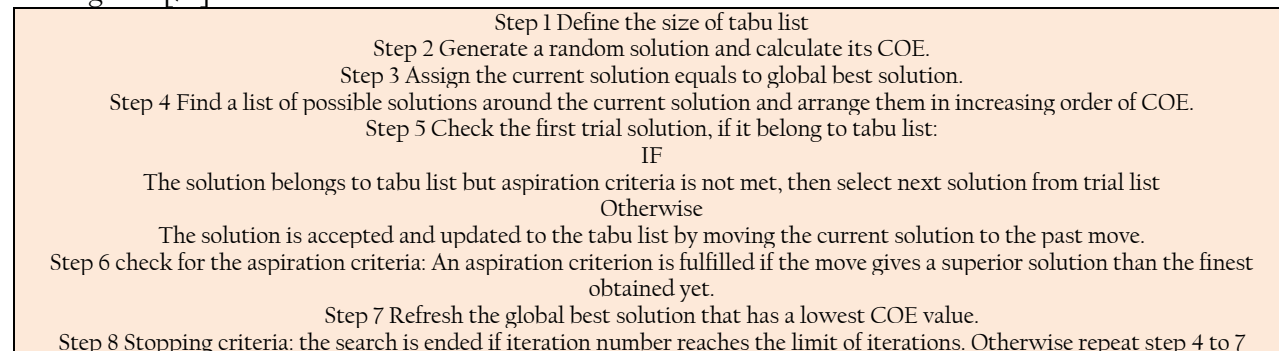 Step 1 Define the size of tabu list
Step 2 Generate a random solution and calculate its COE.
Step 3 Assign the current solution equals to global best solution.
Step 4 Find a list of possible solutions around the current solution and arrange them in increasing order of COE.
Step 5 Check the first trial solution, if it belong to tabu list:
IF
The solution belongs to tabu list but aspiration criteria is not met, then select next solution from trial list
Otherwise
The solution is accepted and updated to the tabu list by moving the current solution to the past move.
Step 6 check for the aspiration criteria: An aspiration criterion is fulfilled if the move gives a superior solution than the finest
obtained yet.
Step 7 Refresh the global best solution that has a lowest COE value.
Step 8 Stopping criteria: the search is ended if iteration number reaches the limit of iterations. Otherwise repeat step 4 to 7